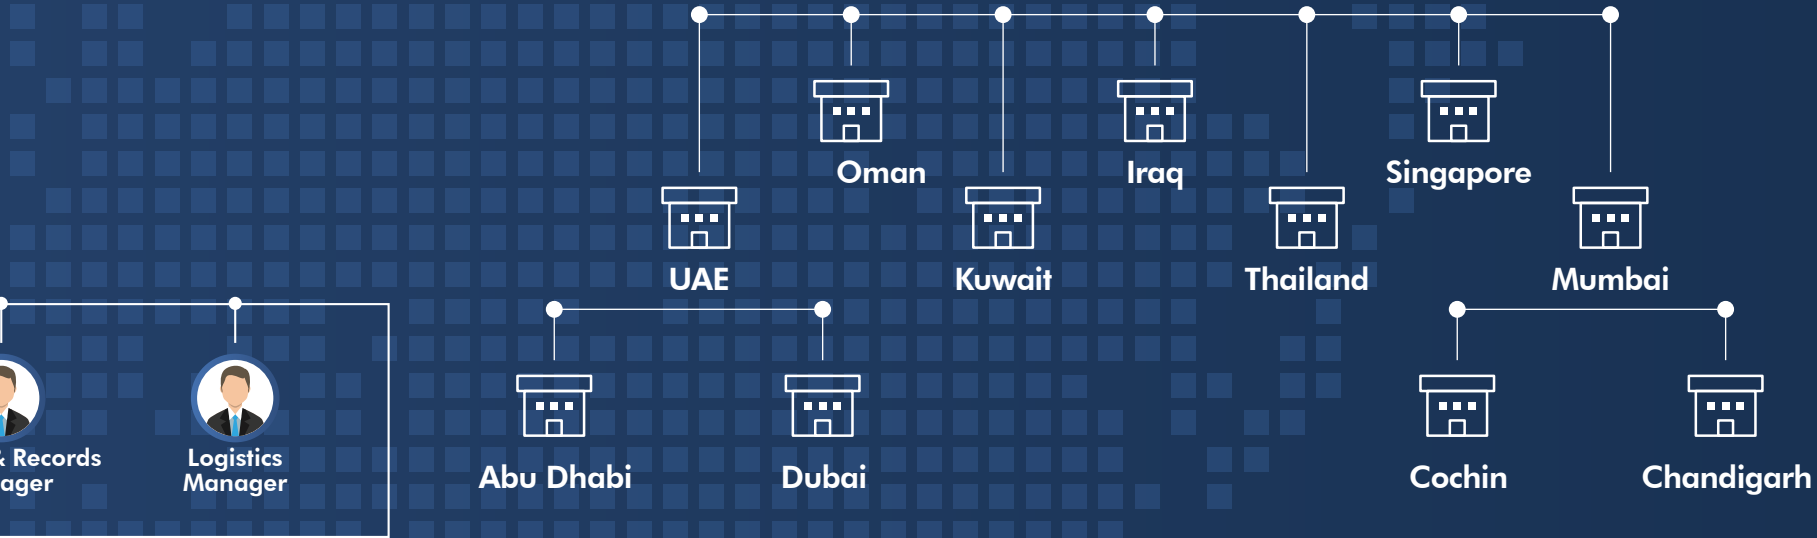 Oman
Iraq
Singapore
UAE
Kuwait
Thailand
Mumbai
& Records
ager
Logistics
Manager
Abu Dhabi
Dubai
Cochin
Chandigarh